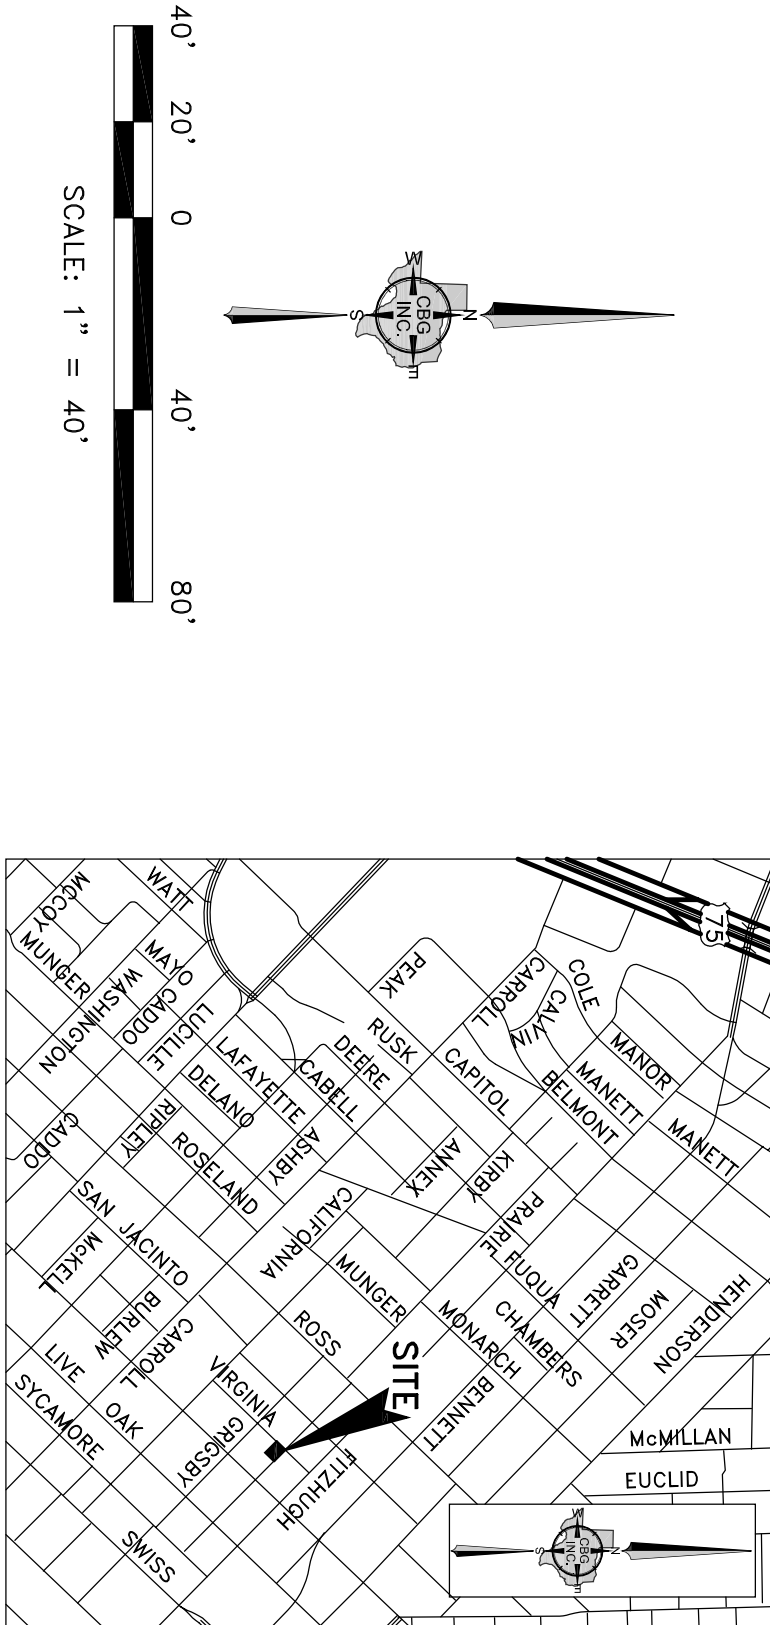 40'
20'
0
40'
80'
SCALE: 1" = 40'
N
W
CBG
INC.
E
S
75
WATT
McCOY
MUNGER
MAYO
WASHINGTON
CADDO
LUCILLE
LAFAYETTE
DELANO
RIPLEY
ROSELAND
CADDO
PEAK
RUSK
DEERE
CABELL
ASHBY
CARROLL
COLE
CALVIN
CAPITOL
BELMONT
MANOR
MANETT
MANETT
ANNEX
KIRBY
PRAIRIE
FUQUA
CALIFORNIA
MUNGER
SAN JACINTO
McKELL
BURLEW
CARROLL
LIVE OAK
SYCAMORE
ROSS
VIRGINIA
GRIGSBY
FITZHUGH
SWISS
MONARCH
CHAMBERS
BENNETT
GARRETT
MOSER
HENDERSON
SITE
McMILLAN
EUCLID
N
W
CBG
INC.
E
S